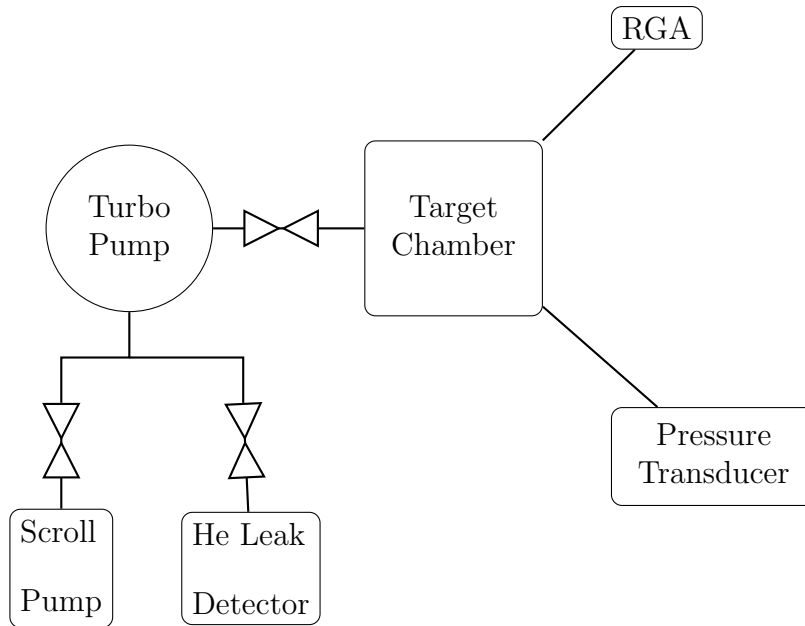 RGA
Turbo
Pump
Target
Chamber
Pressure
Transducer
Scroll
Pump
He Leak
Detector